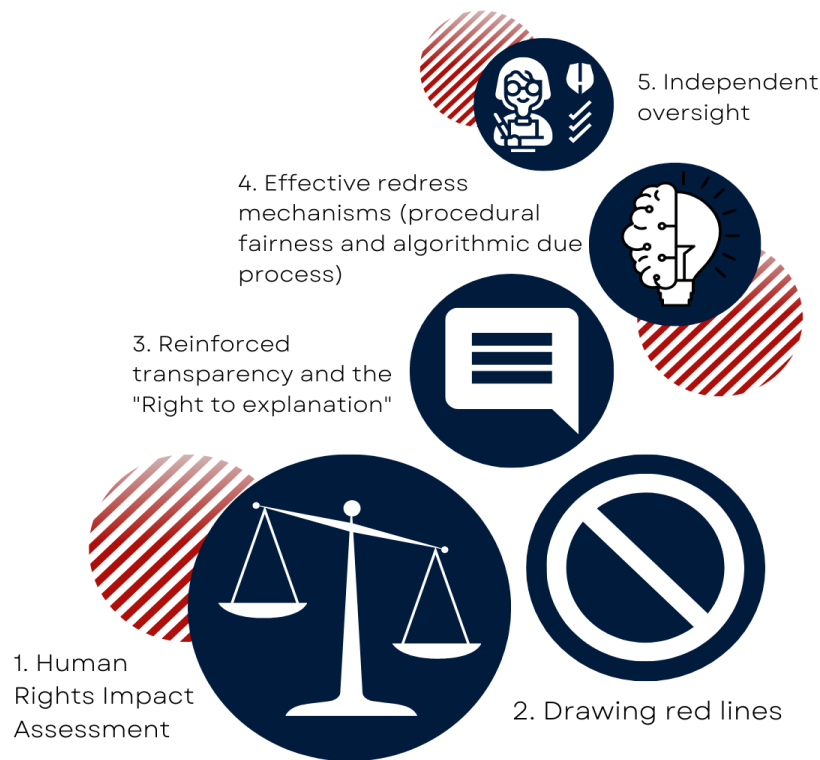 5. Independent
oversight
4. Effective redress
mechanisms (procedural
fairness and algorithmic due
process)
3. Reinforced
transparency and the
"Right to explanation"
1. Human
Rights Impact
Assessment
2. Drawing red lines